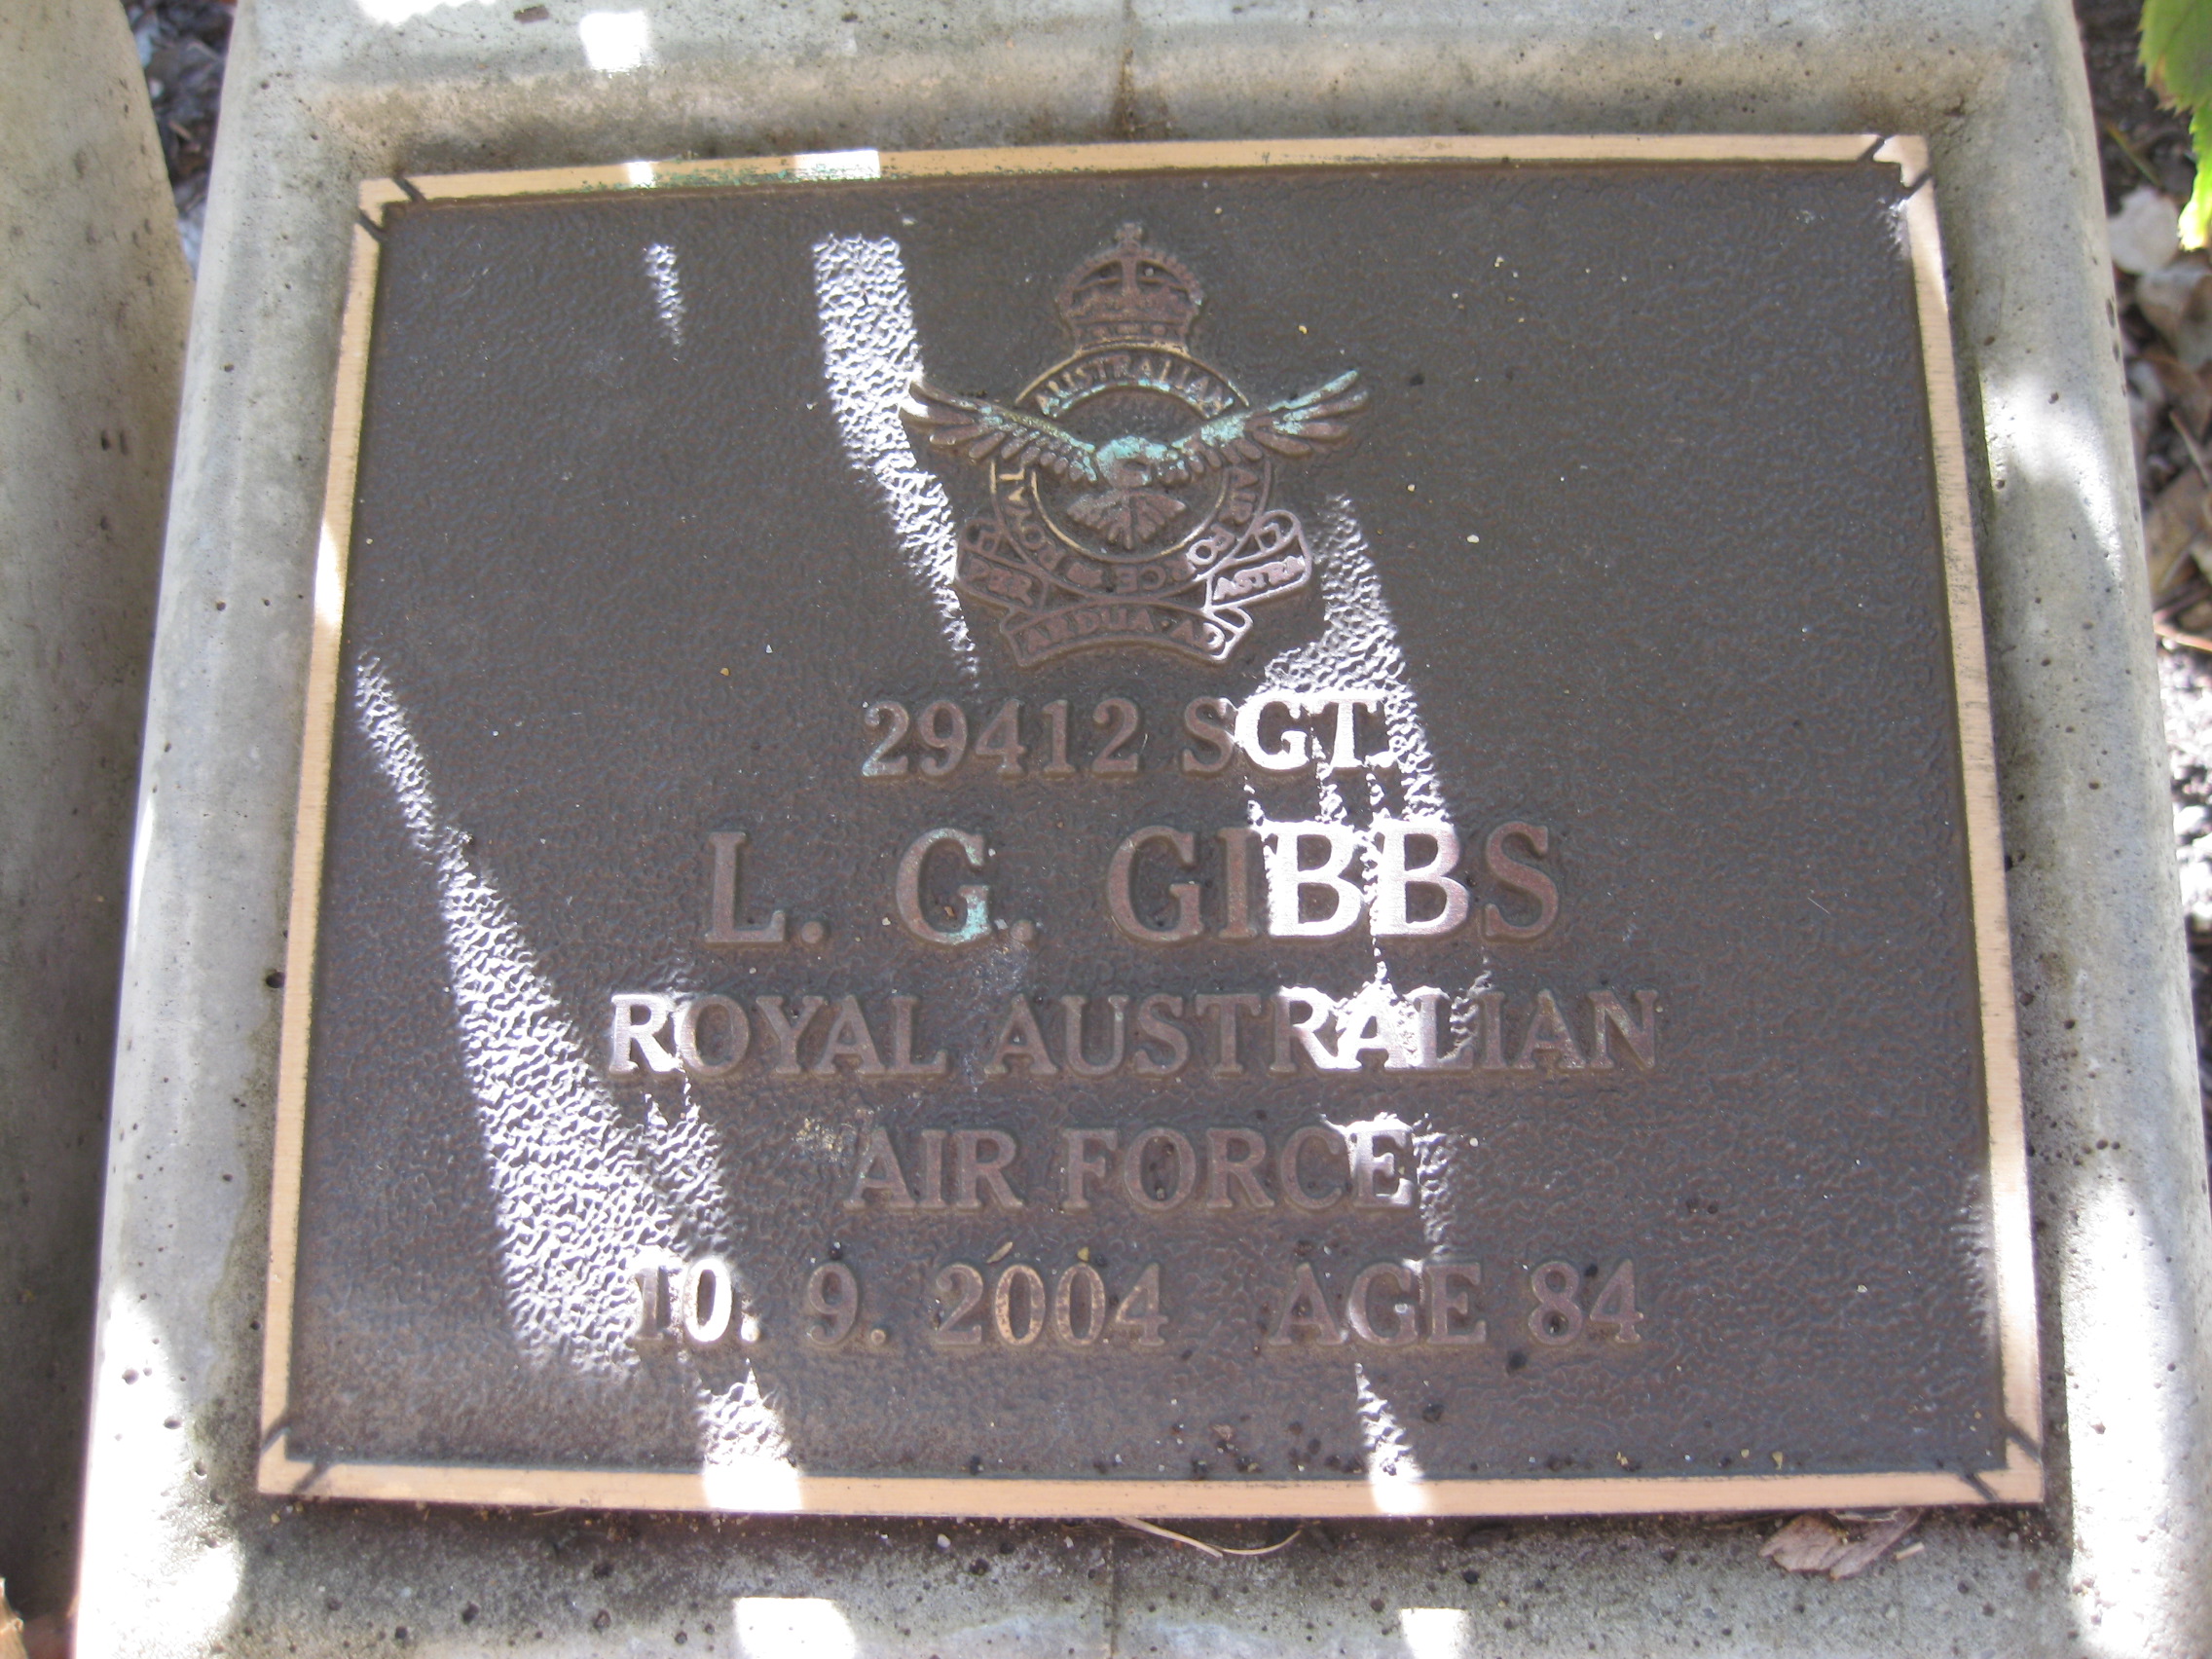 AUSTRALIAN
ROYAL AIR FORCE
PER ARDUA · AD ASTRA
29412 SGT.
L. G. GIBBS
ROYAL AUSTRALIAN
AIR FORCE
10. 9. 2004 AGE 84